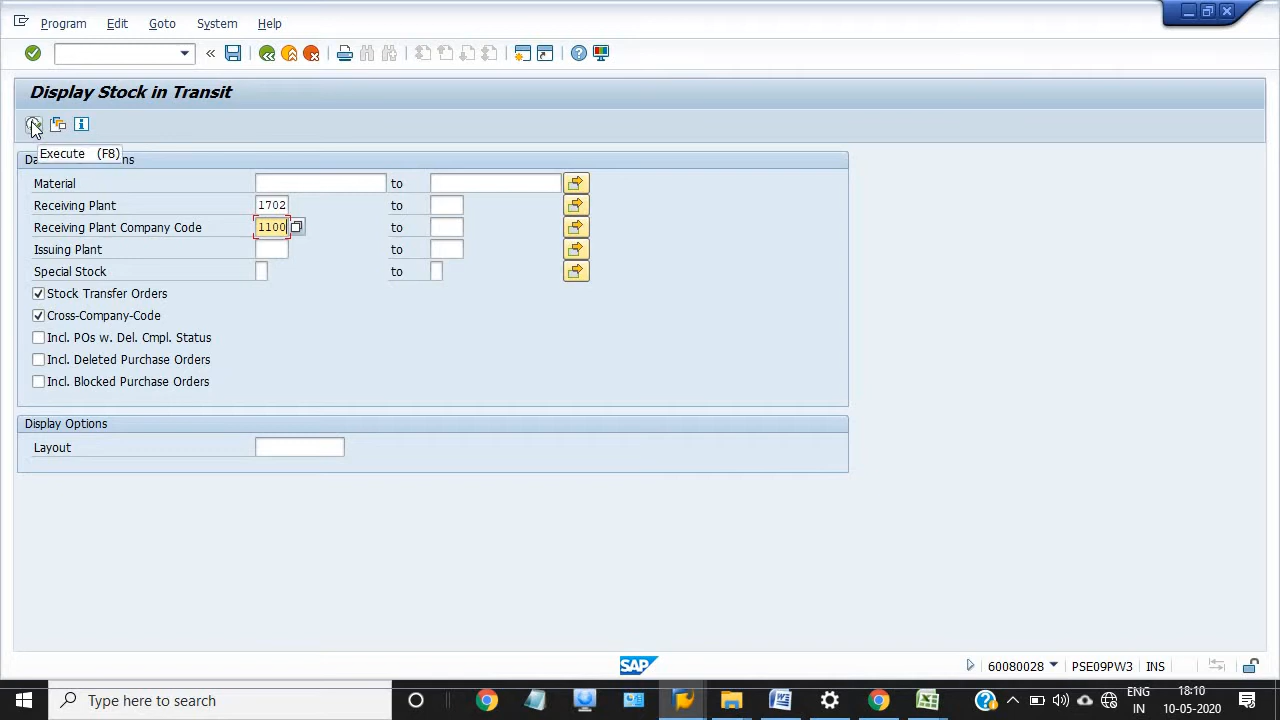 Program Edit Goto System Help
Display Stock in Transit
Execute (F8)
Da ns
Material to
Receiving Plant 1702 to
Receiving Plant Company Code 1100 to
Issuing Plant to
Special Stock to
Stock Transfer Orders
Cross-Company-Code
Incl. POs w. Del. Cmpl. Status
Incl. Deleted Purchase Orders
Incl. Blocked Purchase Orders
Display Options
Layout
SAP 60080028 PSE09PW3 INS
Type here to search
ENG 18:10
IN 10-05-2020